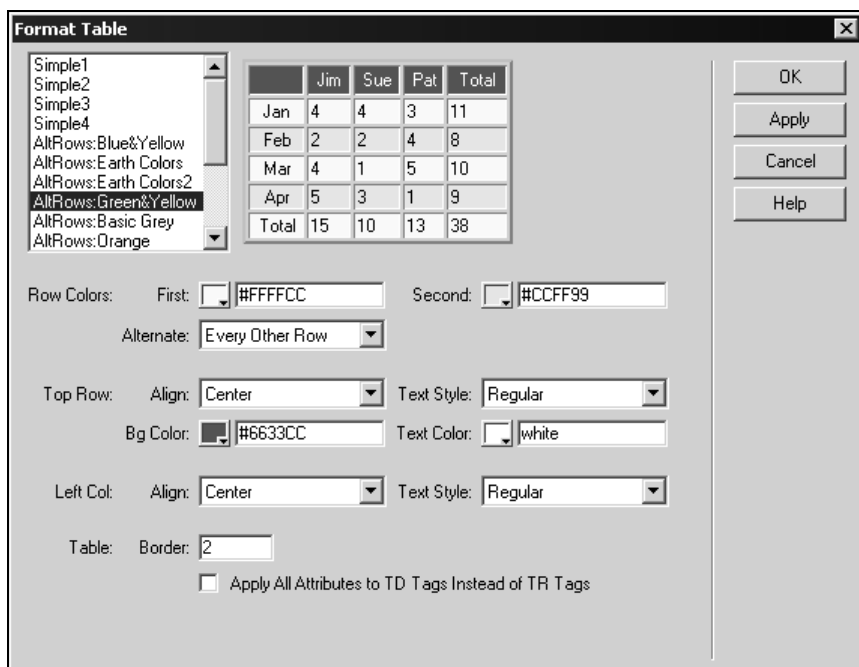 Format Table
Simple1
Simple2
Simple3
Simple4
AltRows:Blue&Yellow
AltRows:Earth Colors
AltRows:Earth Colors2
AltRows:Green&Yellow
AltRows:Basic Grey
AltRows:Orange
Jim Sue Pat Total
Jan 4 4 3 11
Feb 2 2 4 8
Mar 4 1 5 10
Apr 5 3 1 9
Total 15 10 13 38
OK
Apply
Cancel
Help
Row Colors: First: #FFFFCC Second: #CCFF99
Alternate: Every Other Row
Top Row: Align: Center Text Style: Regular
Bg Color: #6633CC Text Color: white
Left Col: Align: Center Text Style: Regular
Table: Border: 2
Apply All Attributes to TD Tags Instead of TR Tags